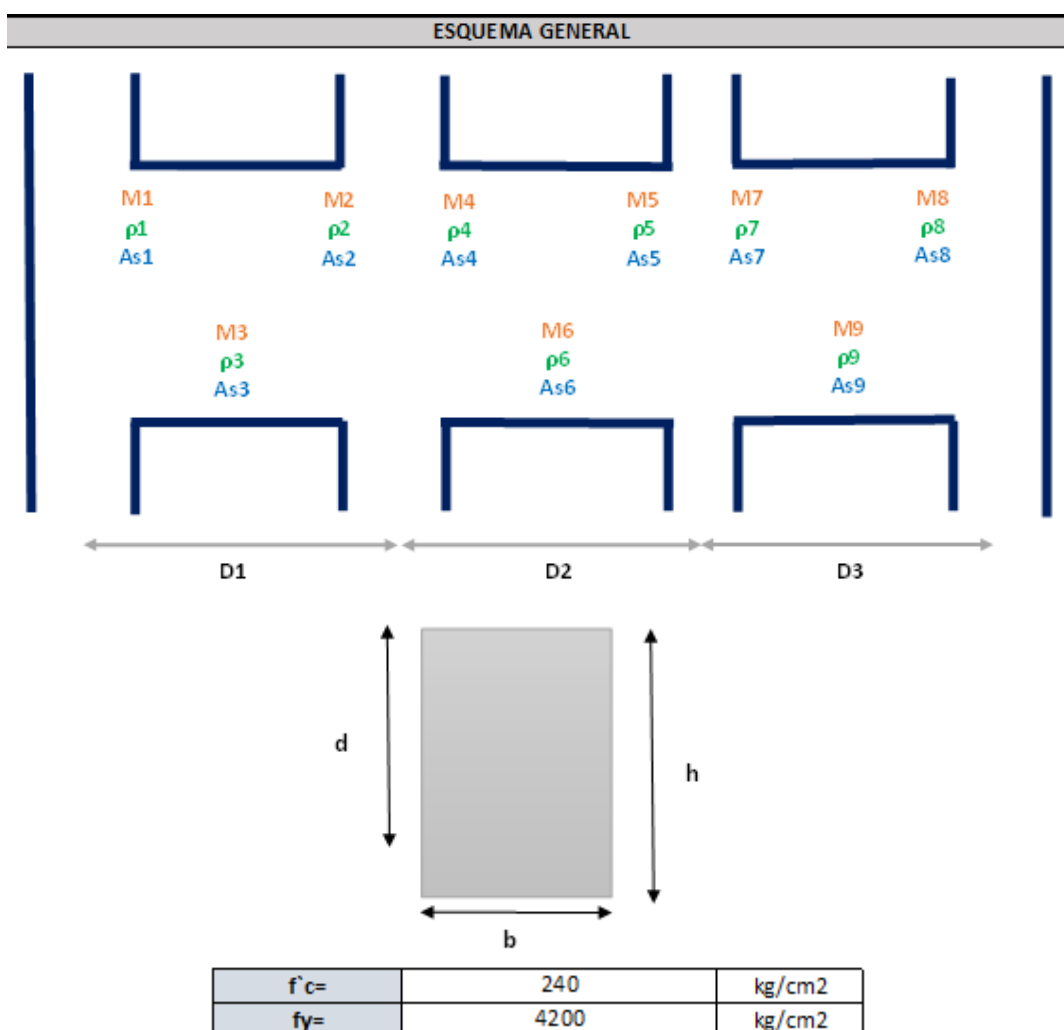 ESQUEMA GENERAL
M1 M2 M4 M5 M7 M8
ρ1 ρ2 ρ4 ρ5 ρ7 ρ8
As1 As2 As4 As5 As7 As8
M3 M6 M9
ρ3 ρ6 ρ9
As3 As6 As9
D1 D2 D3
d
h
b
f`c= 240 kg/cm2
fy= 4200 kg/cm2